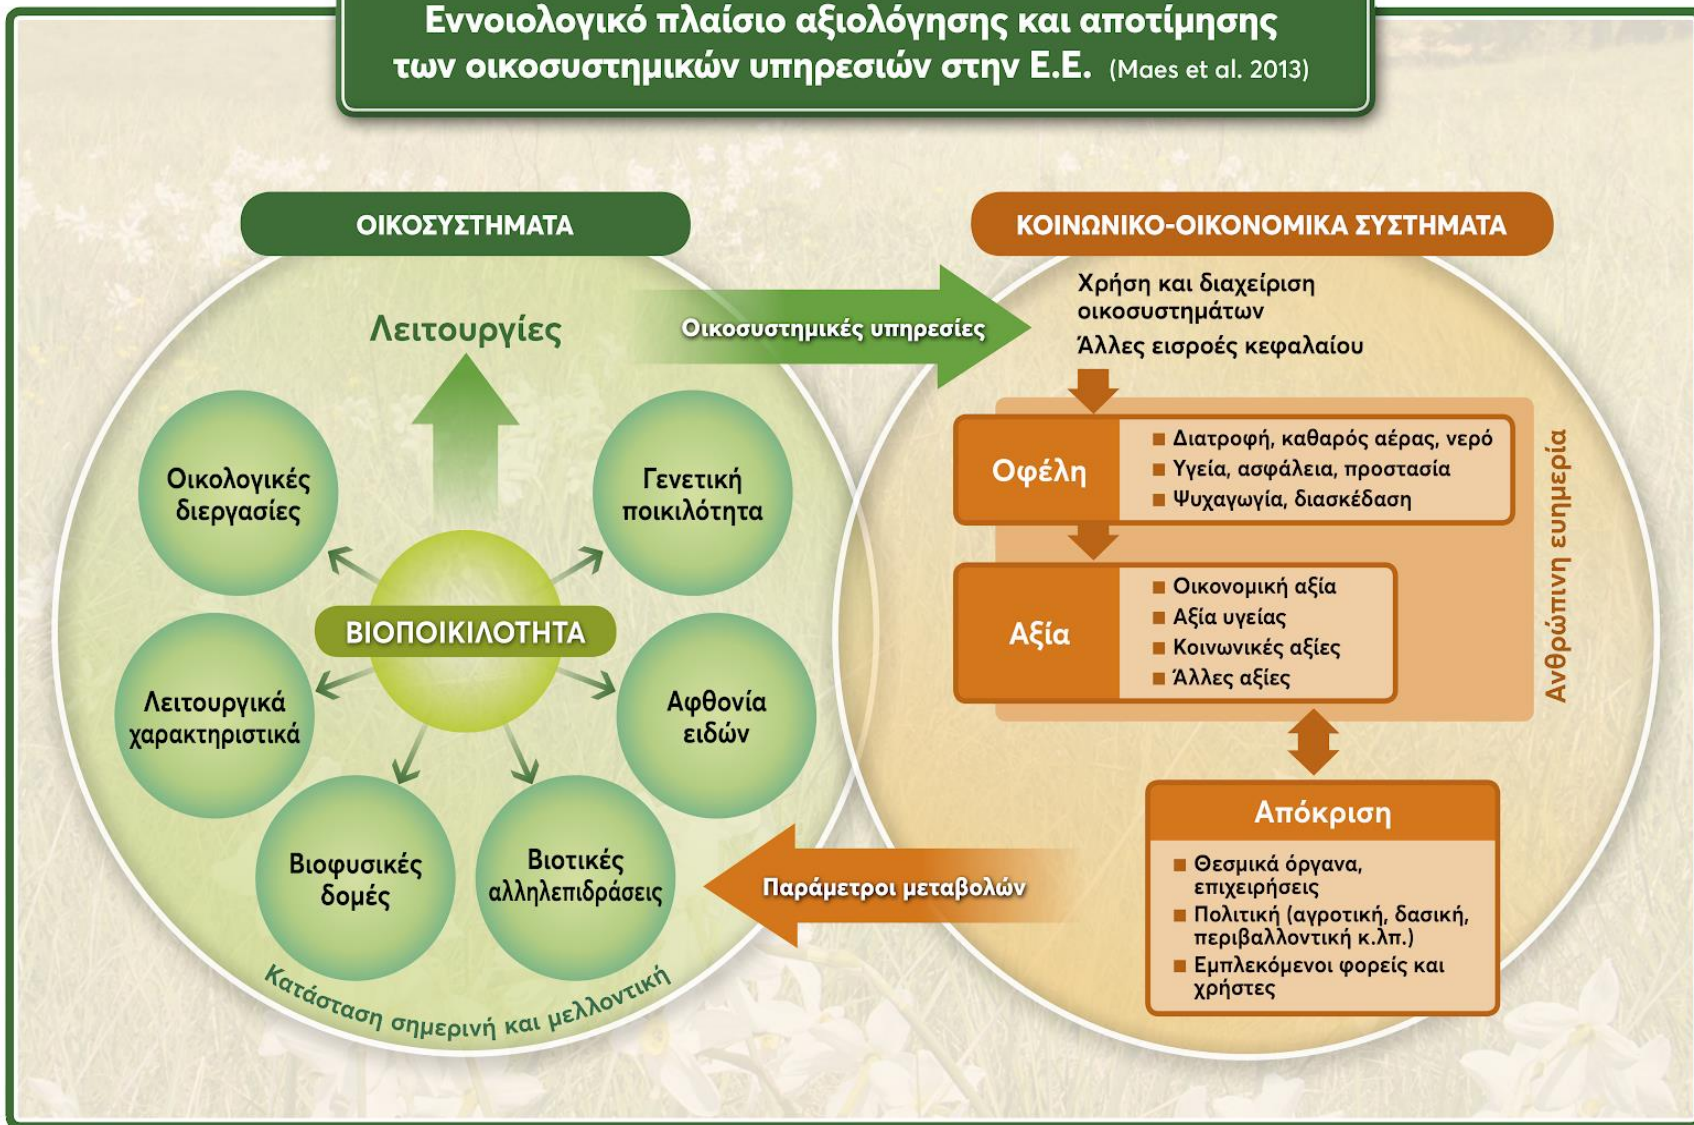 Εννοιολογικό πλαίσιο αξιολόγησης και αποτίμησης
των οικοσυστημικών υπηρεσιών στην Ε.Ε. (Maes et al. 2013)
ΟΙΚΟΣΥΣΤΗΜΑΤΑ
Λειτουργίες
Οικολογικές
διεργασίες
Γενετική
ποικιλότητα
ΒΙΟΠΟΙΚΙΛΟΤΗΤΑ
Λειτουργικά
χαρακτηριστικά
Αφθονία
ειδών
Βιοφυσικές
δομές
Βιοτικές
αλληλεπιδράσεις
Κατάσταση σημερινή και μελλοντική
Οικοσυστημικές υπηρεσίες
ΚΟΙΝΩΝΙΚΟ-ΟΙΚΟΝΟΜΙΚΑ ΣΥΣΤΗΜΑΤΑ
Χρήση και διαχείριση
οικοσυστημάτων
Άλλες εισροές κεφαλαίου
Οφέλη
Διατροφή, καθαρός αέρας, νερό
Υγεία, ασφάλεια, προστασία
Ψυχαγωγία, διασκέδαση
Αξία
Οικονομική αξία
Αξία υγείας
Κοινωνικές αξίες
Άλλες αξίες
Ανθρώπινη ευημερία
Απόκριση
Θεσμικά όργανα,
επιχειρήσεις
Πολιτική (αγροτική, δασική,
περιβαλλοντική κ.λπ.)
Εμπλεκόμενοι φορείς και
χρήστες
Παράμετροι μεταβολών